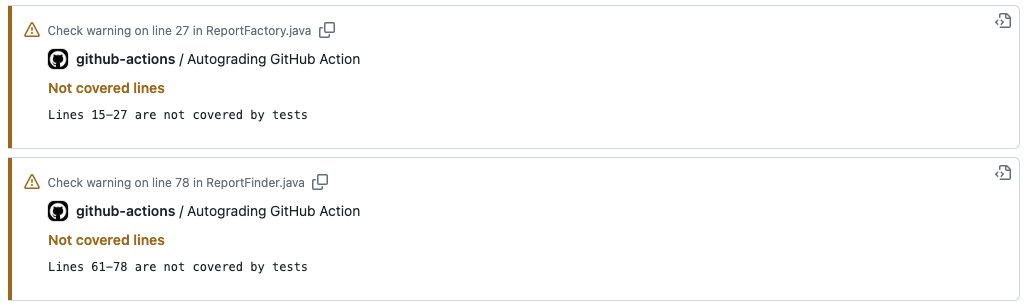 Check warning on line 27 in ReportFactory.java
github-actions / Autograding GitHub Action
Not covered lines
Lines 15–27 are not covered by tests
Check warning on line 78 in ReportFinder.java
github-actions / Autograding GitHub Action
Not covered lines
Lines 61–78 are not covered by tests